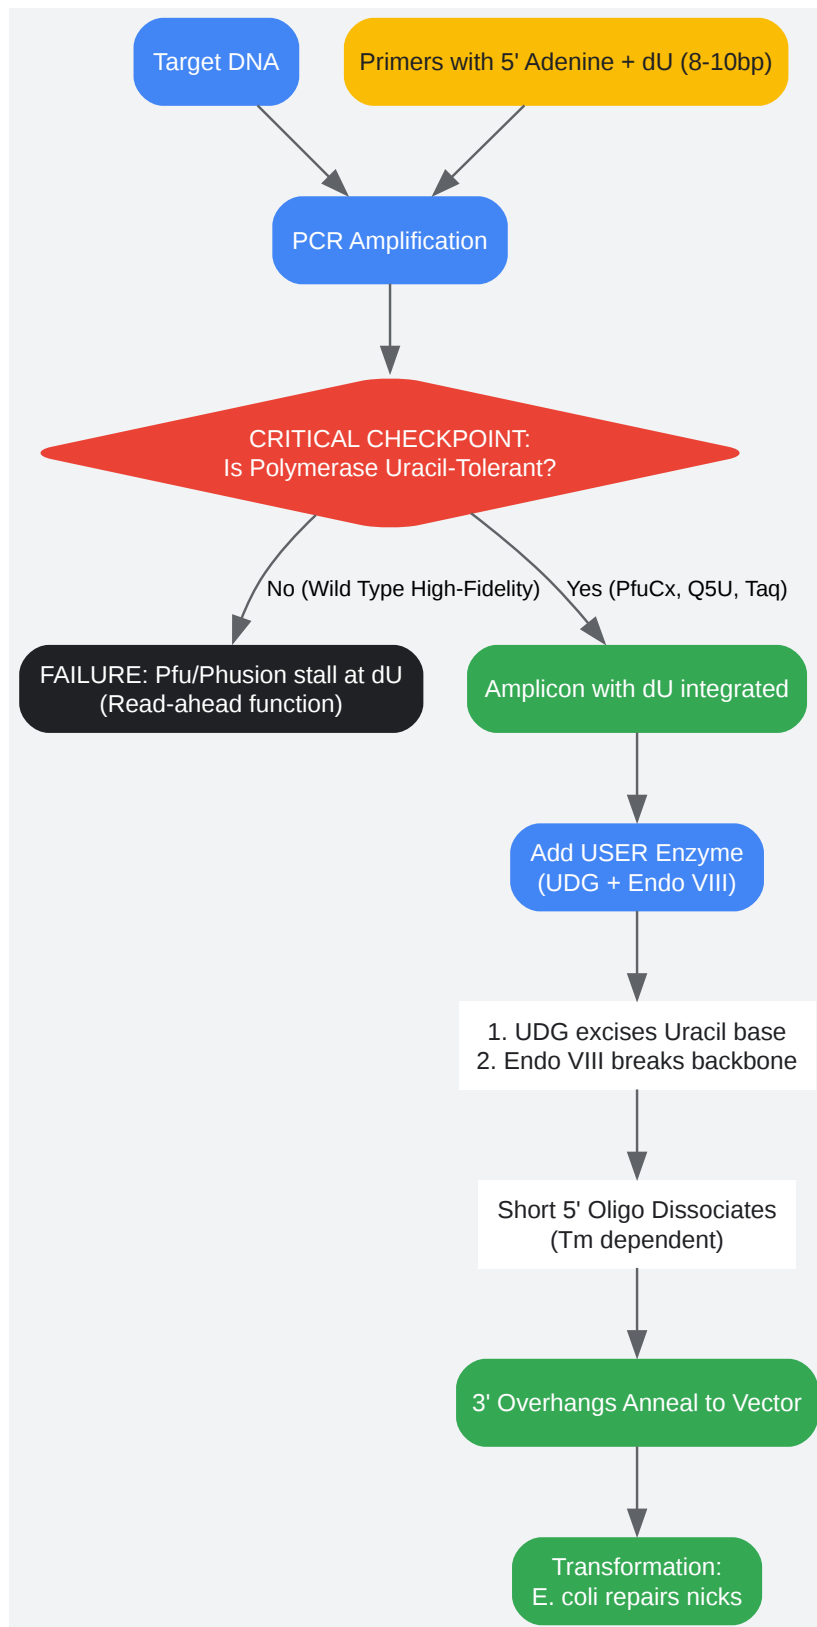 Target DNA
Primers with 5' Adenine + dU (8-10bp)
PCR Amplification
CRITICAL CHECKPOINT:
Is Polymerase Uracil-Tolerant?
No (Wild Type High-Fidelity)
Yes (PfuCx, Q5U, Taq)
FAILURE: Pfu/Phusion stall at dU
(Read-ahead function)
Amplicon with dU integrated
Add USER Enzyme
(UDG + Endo VIII)
1. UDG excises Uracil base
2. Endo VIII breaks backbone
Short 5' Oligo Dissociates
(Tm dependent)
3' Overhangs Anneal to Vector
Transformation:
E. coli repairs nicks